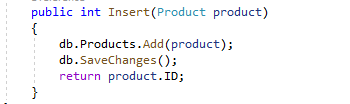 public int Insert(Product product)
{
db.Products.Add(product);
db.SaveChanges();
return product.ID;
}